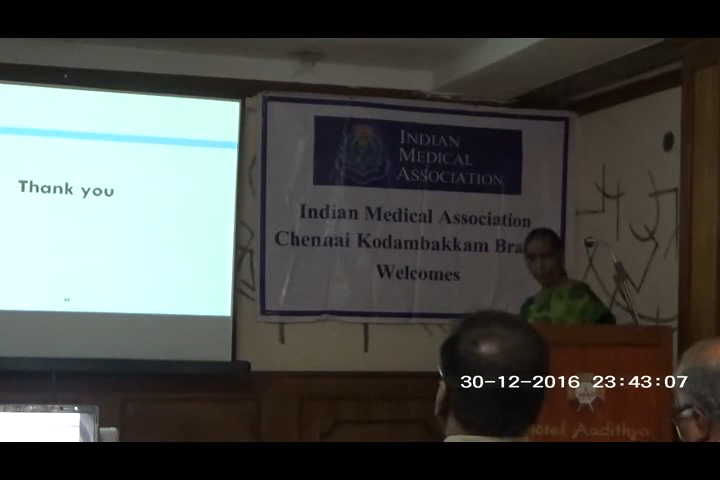 Thank you
INDIAN
MEDICAL
ASSOCIATION
Indian Medical Association
Chennai Kodambakkam Bra
Welcomes
30-12-2016 23:43:07
Hotel Aadithya